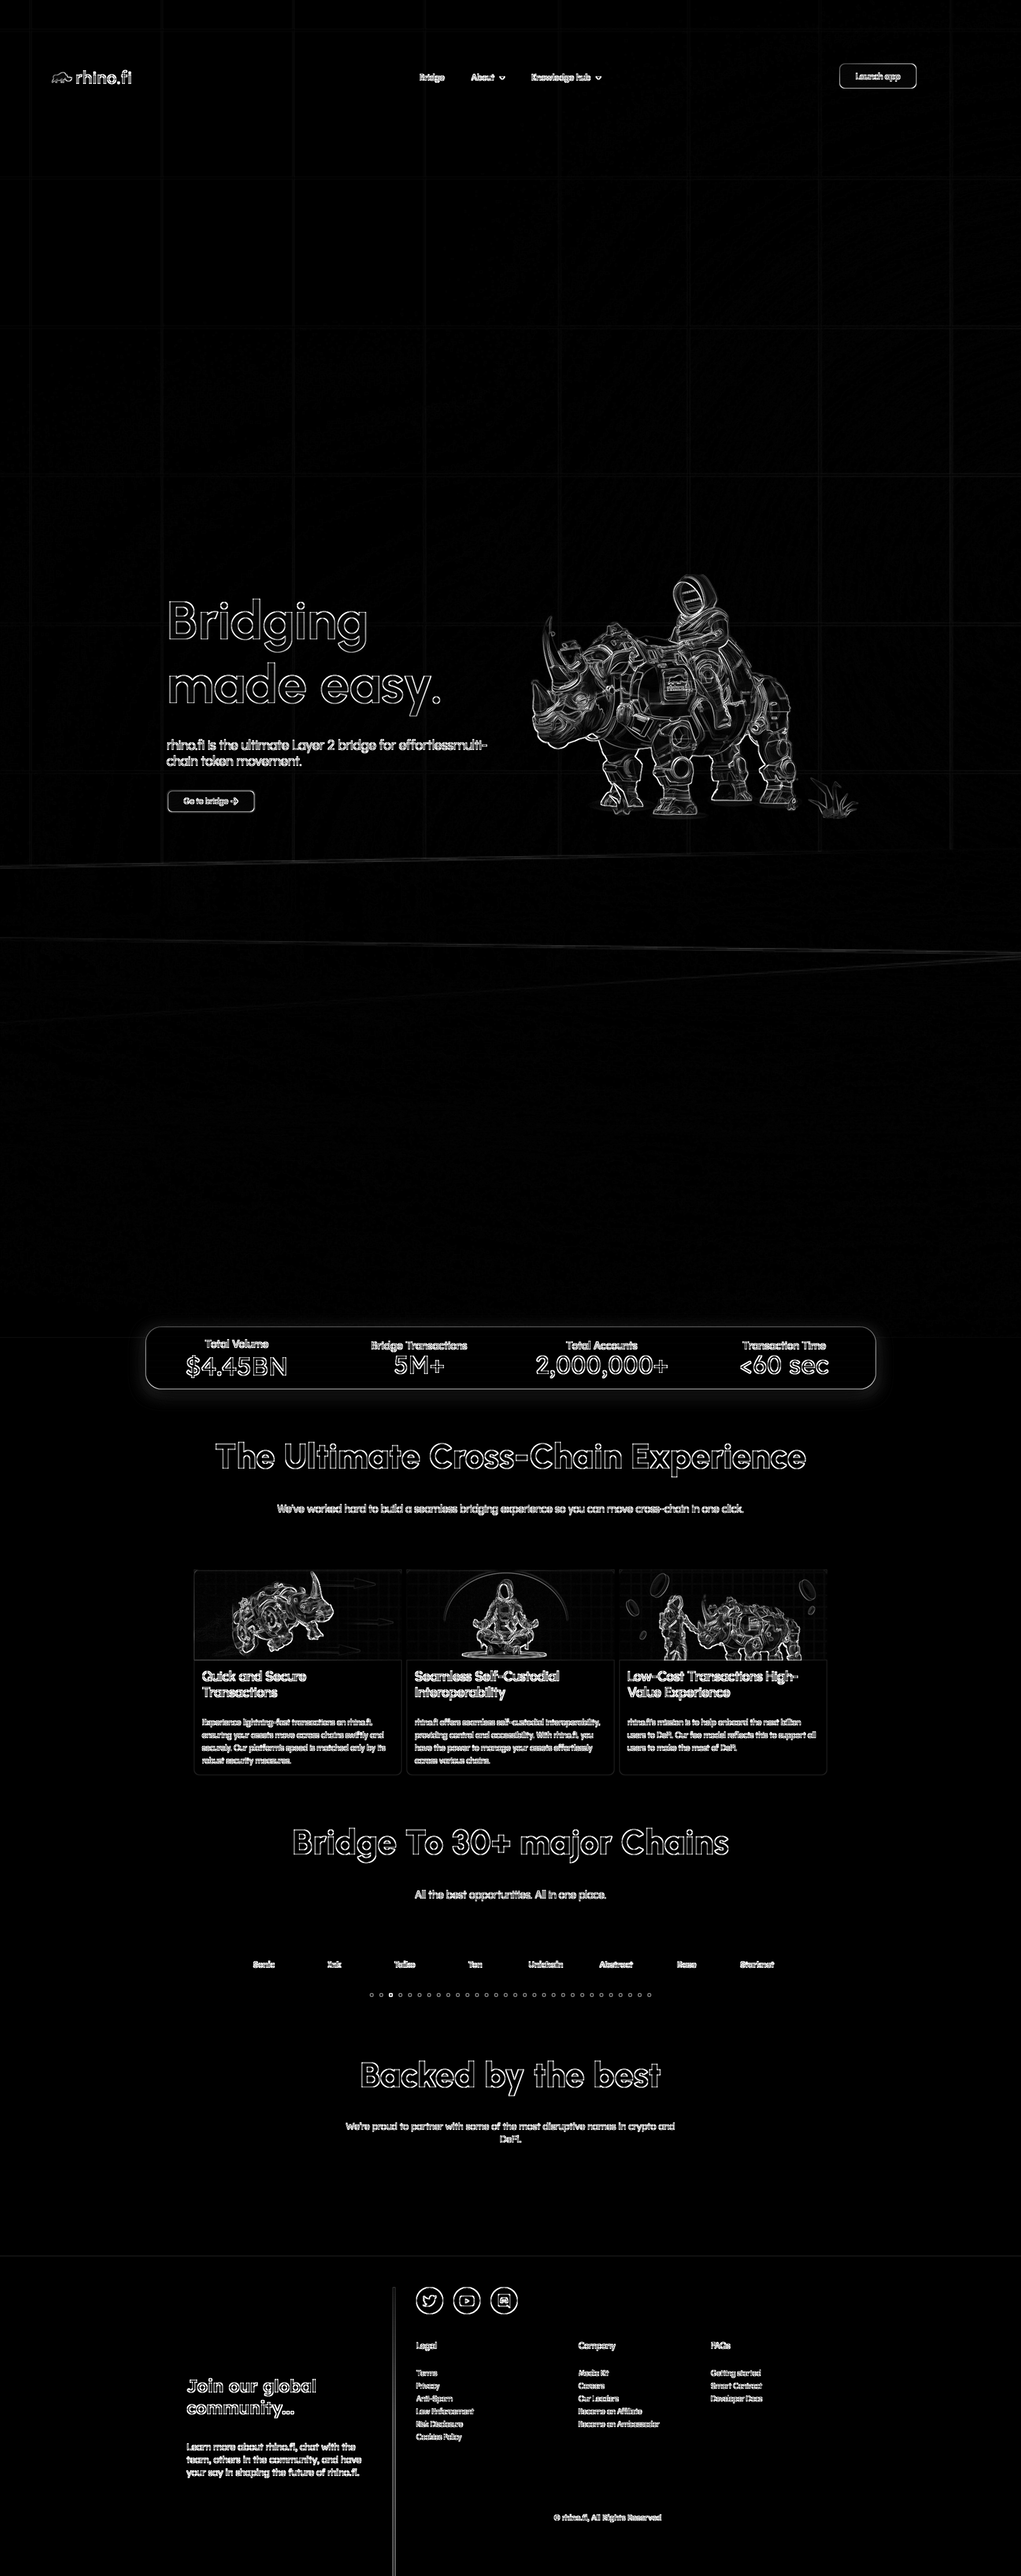 rhino.fi
Bridge
About
Knowledge hub
Launch app
Bridging
made easy.
rhino.fi is the ultimate Layer 2 bridge for effortlessmulti-
chain token movement.
Go to bridge
Total Volume
$4.45BN
Bridge Transactions
5M+
Total Accounts
2,000,000+
Transaction Time
<60 sec
The Ultimate Cross-Chain Experience
We've worked hard to build a seamless bridging experience so you can move cross-chain in one click.
Quick and Secure
Transactions
Experience lightning-fast transactions on rhino.fi,
ensuring your assets move across chains swiftly and
securely. Our platform's speed is matched only by its
robust security measures.
Seamless Self-Custodial
Interoperability
rhino.fi offers seamless self-custodial interoperability,
providing control and accessibility. With rhino.fi, you
have the power to manage your assets effortlessly
across various chains.
Low-Cost Transactions High-
Value Experience
rhino.fi's mission is to help onboard the next billion
users to DeFi. Our fee model reflects this to support all
users to make the most of DeFi.
Bridge To 30+ major Chains
All the best opportunities. All in one place.
Sonic
Ink
Taiko
Ton
Unichain
Abstract
Base
Starknet
Backed by the best
We're proud to partner with some of the most disruptive names in crypto and
DeFi.
Join our global
community...
Learn more about rhino.fi, chat with the
team, others in the community, and have
your say in shaping the future of rhino.fi.
Legal
Terms
Privacy
Anti-Spam
Law Enforcement
Risk Disclosure
Cookies Policy
Company
Media Kit
Careers
Our Leaders
Become an Affiliate
Become an Ambassador
FAQs
Getting started
Smart Contract
Developer Docs
© rhino.fi, All Rights Reserved